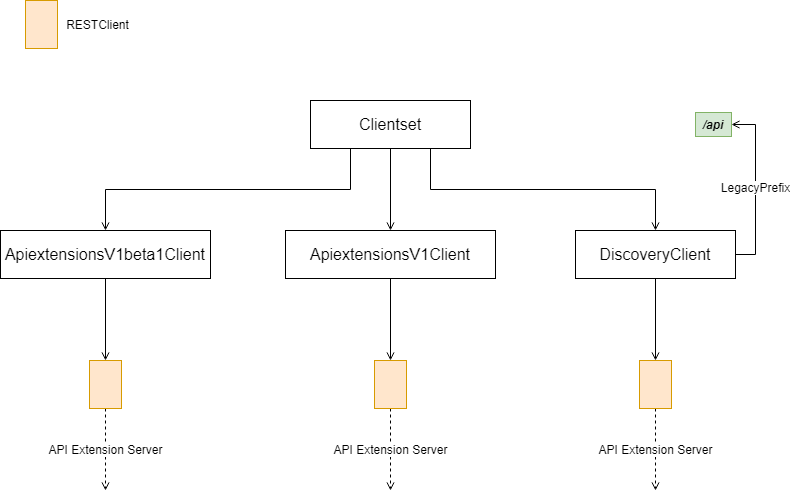 RESTClient
Clientset
/api
LegacyPrefix
ApiextensionsV1beta1Client
ApiextensionsV1Client
DiscoveryClient
API Extension Server
API Extension Server
API Extension Server